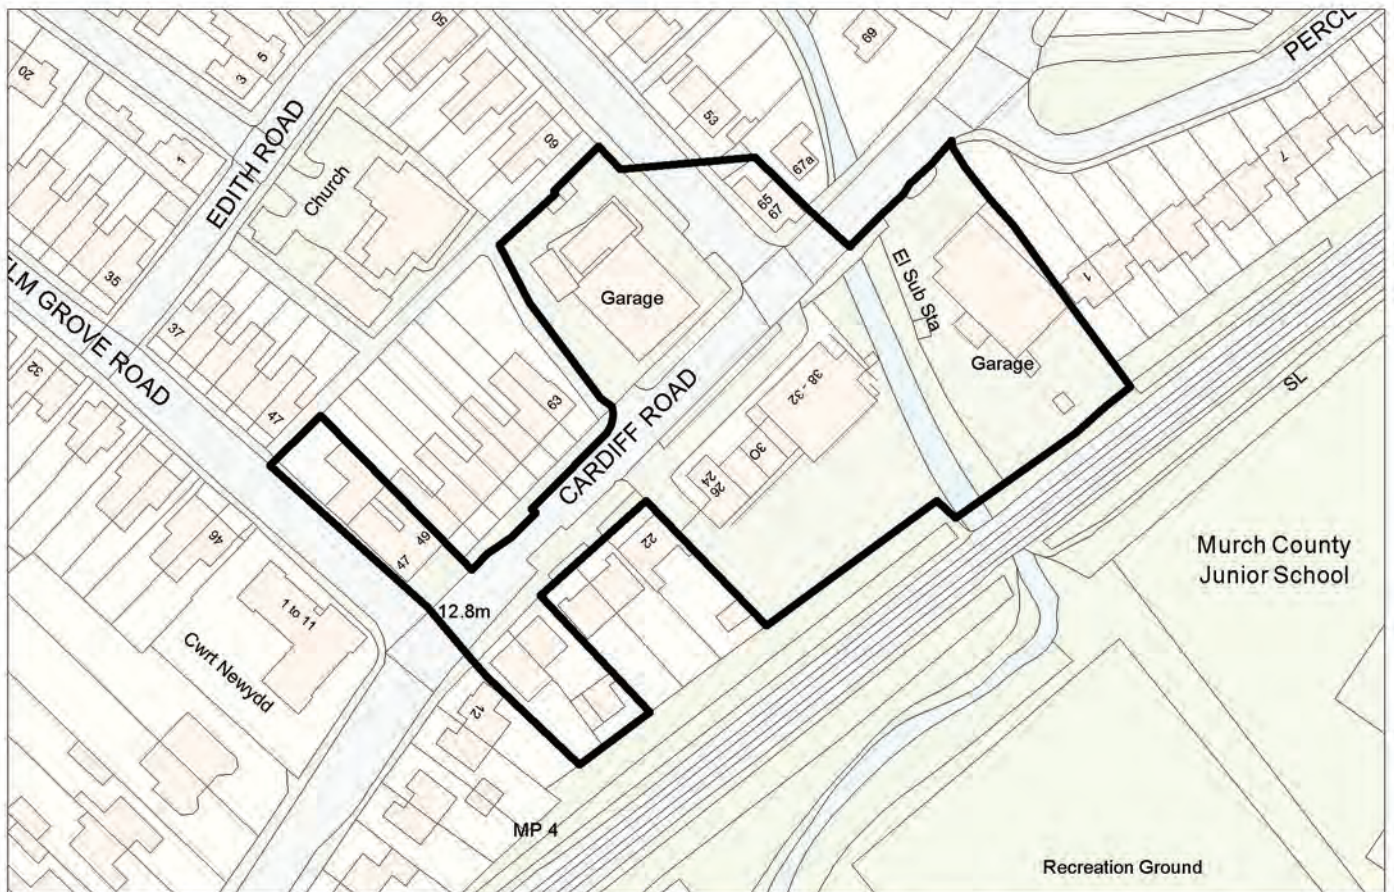 50
69
PERCL
20
3
5
53
EDITH ROAD
60
67a
1
7
Church
65
67
35
El Sub Sta
1
ELM GROVE ROAD
Garage
37
Garage
32
38 - 32
SL
63
CARDIFF ROAD
47
30
26
24
46
49
47
22
Murch County
Junior School
1 to 11
12.8m
Cwrt Newydd
12
MP 4
Recreation Ground